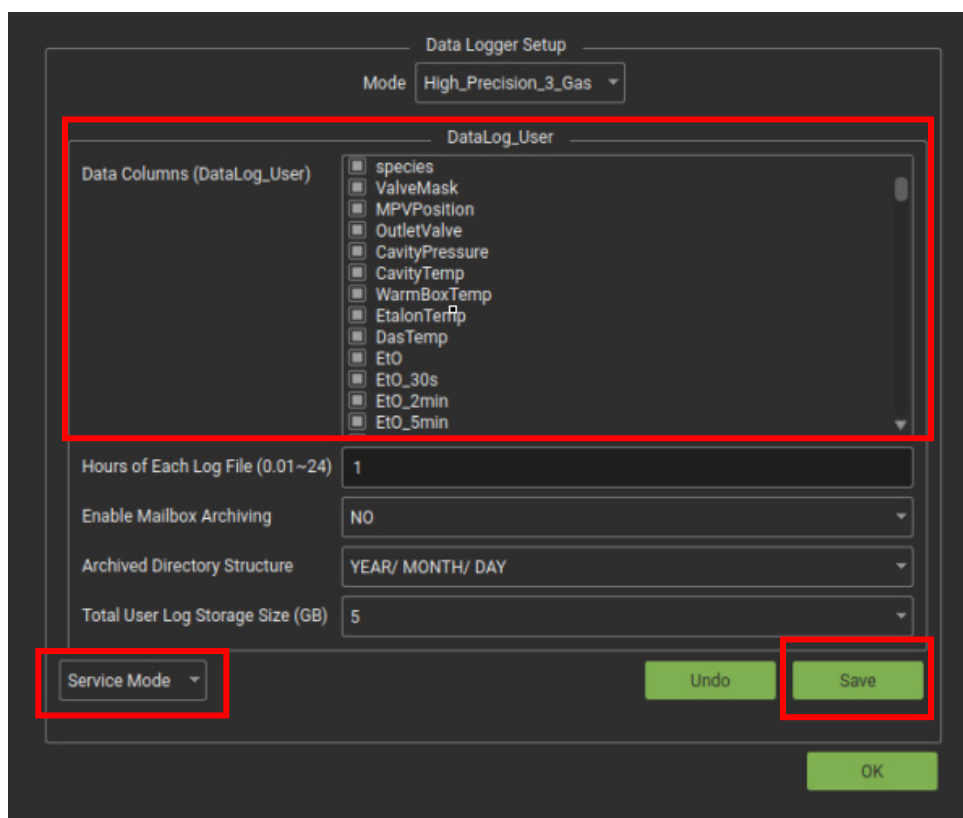 Data Logger Setup
Mode High_Precision_3_Gas
DataLog_User
Data Columns (DataLog_User)
species
ValveMask
MPVPosition
OutletValve
CavityPressure
CavityTemp
WarmBoxTemp
EtalonTemp
DasTemp
EtO
EtO_30s
EtO_2min
EtO_5min
Hours of Each Log File (0.01~24) 1
Enable Mailbox Archiving NO
Archived Directory Structure YEAR/ MONTH/ DAY
Total User Log Storage Size (GB) 5
Service Mode Undo Save
OK